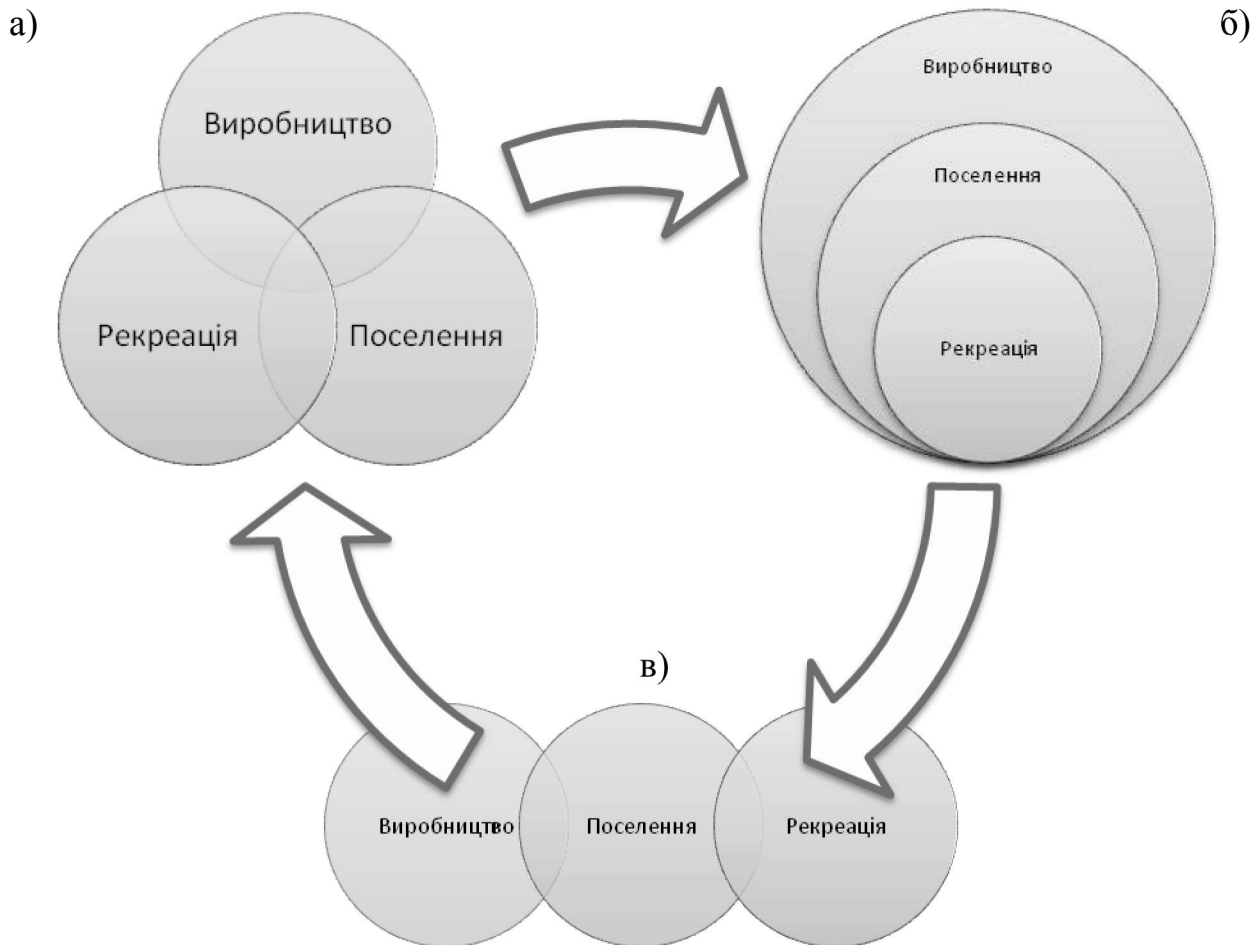 а)
Виробництво
Рекреація
Поселення
б)
Виробництво
Поселення
Рекреація
в)
Виробництво
Поселення
Рекреація